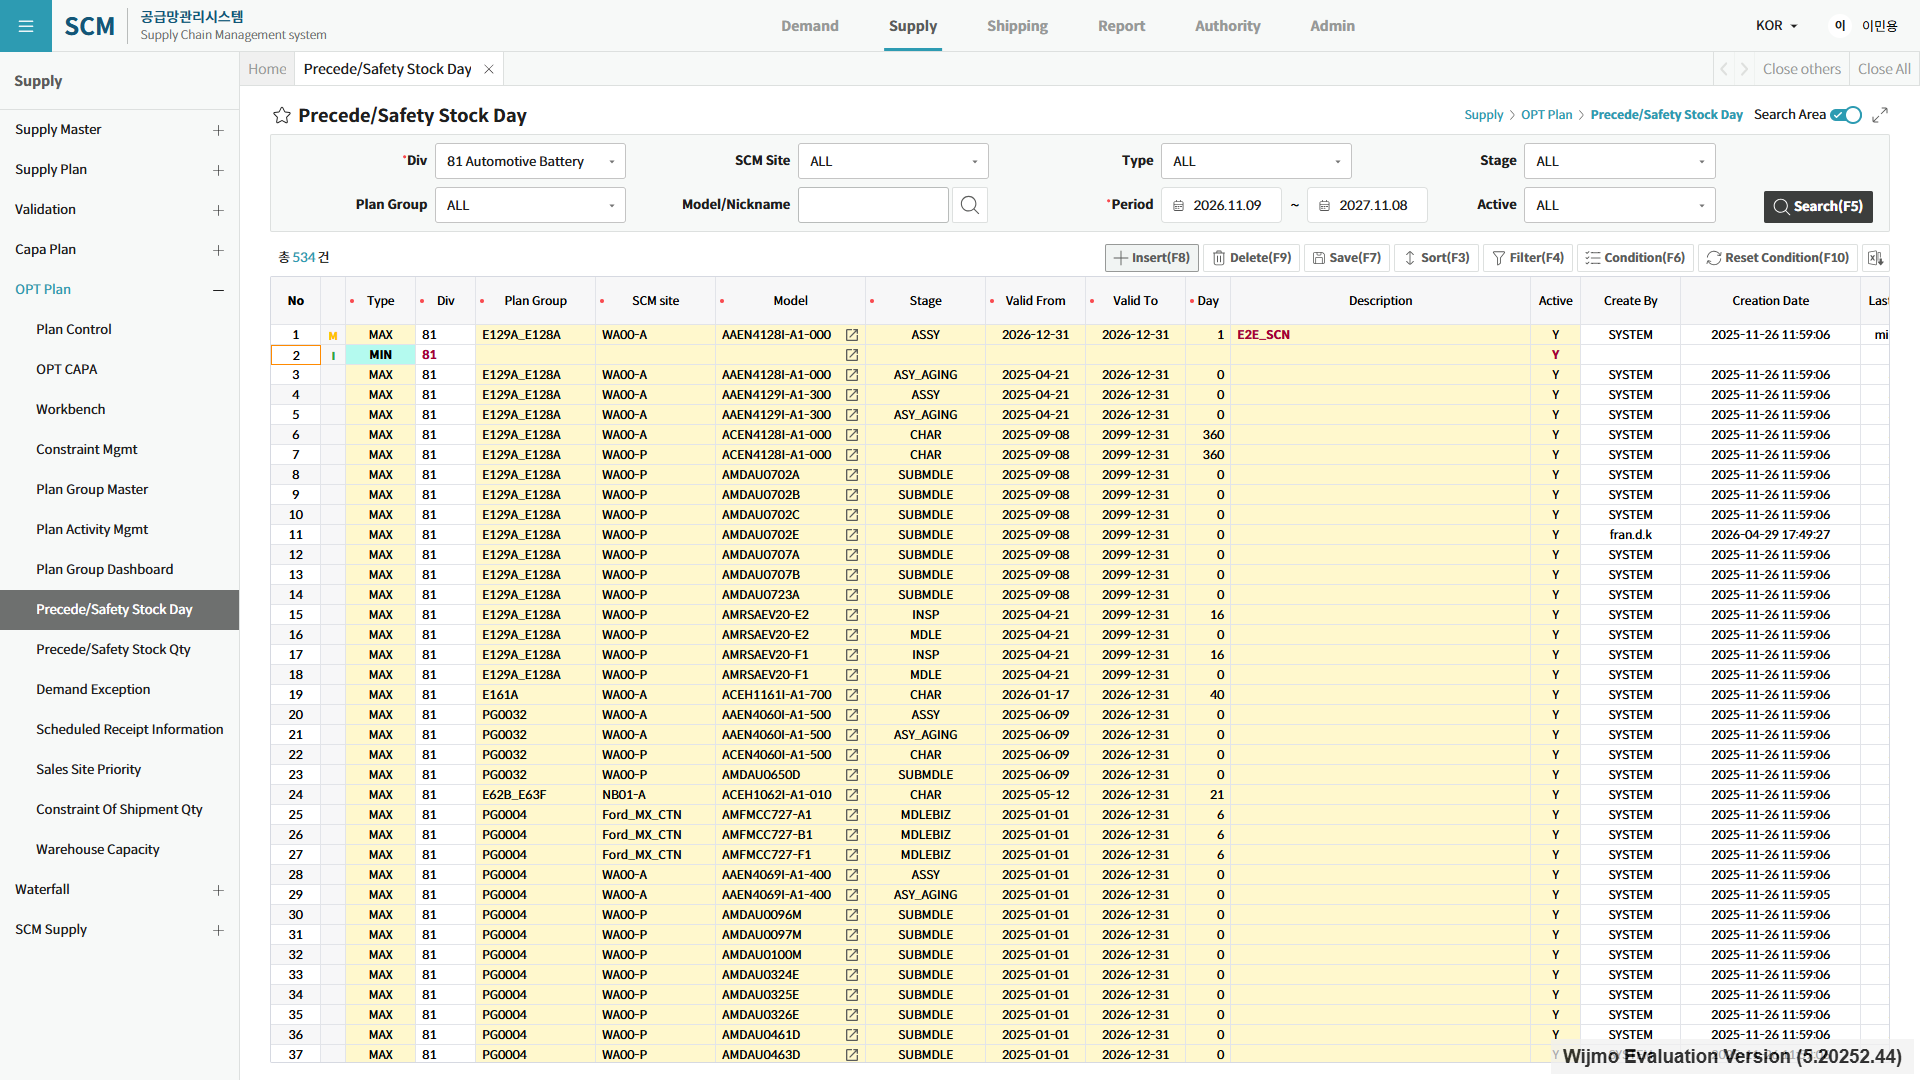 SCM 공급망관리시스템
Supply Chain Management system
Demand Supply Shipping Report Authority Admin
KOR 이 이민용
Supply
Home Precede/Safety Stock Day
Close others Close All
Supply Master
Supply Plan
Validation
Capa Plan
OPT Plan
Plan Control
OPT CAPA
Workbench
Constraint Mgmt
Plan Group Master
Plan Activity Mgmt
Plan Group Dashboard
Precede/Safety Stock Day
Precede/Safety Stock Qty
Demand Exception
Scheduled Receipt Information
Sales Site Priority
Constraint Of Shipment Qty
Warehouse Capacity
Waterfall
SCM Supply
Precede/Safety Stock Day
Supply > OPT Plan > Precede/Safety Stock Day Search Area
*Div 81 Automotive Battery SCM Site ALL Type ALL Stage ALL
Plan Group ALL Model/Nickname *Period 2026.11.09 ~ 2027.11.08 Active ALL Search(F5)
총 534 건
Insert(F8) Delete(F9) Save(F7) Sort(F3) Filter(F4) Condition(F6) Reset Condition(F10)
No Type Div Plan Group SCM site Model Stage Valid From Valid To Day Description Active Create By Creation Date Las
1 M MAX 81 E129A_E128A WA00-A AAEN4128I-A1-000 ASSY 2026-12-31 2026-12-31 1 E2E_SCN Y SYSTEM 2025-11-26 11:59:06 mi
2 I MIN 81 Y
3 MAX 81 E129A_E128A WA00-A AAEN4128I-A1-000 ASY_AGING 2025-04-21 2026-12-31 0 Y SYSTEM 2025-11-26 11:59:06
4 MAX 81 E129A_E128A WA00-A AAEN4129I-A1-300 ASSY 2025-04-21 2026-12-31 0 Y SYSTEM 2025-11-26 11:59:06
5 MAX 81 E129A_E128A WA00-A AAEN4129I-A1-300 ASY_AGING 2025-04-21 2026-12-31 0 Y SYSTEM 2025-11-26 11:59:06
6 MAX 81 E129A_E128A WA00-A ACEN4128I-A1-000 CHAR 2025-09-08 2099-12-31 360 Y SYSTEM 2025-11-26 11:59:06
7 MAX 81 E129A_E128A WA00-P ACEN4128I-A1-000 CHAR 2025-09-08 2099-12-31 360 Y SYSTEM 2025-11-26 11:59:06
8 MAX 81 E129A_E128A WA00-P AMDAU0702A SUBMDLE 2025-09-08 2099-12-31 0 Y SYSTEM 2025-11-26 11:59:06
9 MAX 81 E129A_E128A WA00-P AMDAU0702B SUBMDLE 2025-09-08 2099-12-31 0 Y SYSTEM 2025-11-26 11:59:06
10 MAX 81 E129A_E128A WA00-P AMDAU0702C SUBMDLE 2025-09-08 2099-12-31 0 Y SYSTEM 2025-11-26 11:59:06
11 MAX 81 E129A_E128A WA00-P AMDAU0702E SUBMDLE 2025-09-08 2099-12-31 0 Y fran.d.k 2026-04-29 17:49:27
12 MAX 81 E129A_E128A WA00-P AMDAU0707A SUBMDLE 2025-09-08 2099-12-31 0 Y SYSTEM 2025-11-26 11:59:06
13 MAX 81 E129A_E128A WA00-P AMDAU0707B SUBMDLE 2025-09-08 2099-12-31 0 Y SYSTEM 2025-11-26 11:59:06
14 MAX 81 E129A_E128A WA00-P AMDAU0723A SUBMDLE 2025-09-08 2099-12-31 0 Y SYSTEM 2025-11-26 11:59:06
15 MAX 81 E129A_E128A WA00-P AMRSAEV20-E2 INSP 2025-04-21 2099-12-31 16 Y SYSTEM 2025-11-26 11:59:06
16 MAX 81 E129A_E128A WA00-P AMRSAEV20-E2 MDLE 2025-04-21 2099-12-31 0 Y SYSTEM 2025-11-26 11:59:06
17 MAX 81 E129A_E128A WA00-P AMRSAEV20-F1 INSP 2025-04-21 2099-12-31 16 Y SYSTEM 2025-11-26 11:59:06
18 MAX 81 E129A_E128A WA00-P AMRSAEV20-F1 MDLE 2025-04-21 2099-12-31 0 Y SYSTEM 2025-11-26 11:59:06
19 MAX 81 E161A WA00-A ACEH1161I-A1-700 CHAR 2026-01-17 2026-12-31 40 Y SYSTEM 2025-11-26 11:59:06
20 MAX 81 PG0032 WA00-A AAEN4060I-A1-500 ASSY 2025-06-09 2026-12-31 0 Y SYSTEM 2025-11-26 11:59:06
21 MAX 81 PG0032 WA00-A AAEN4060I-A1-500 ASY_AGING 2025-06-09 2026-12-31 0 Y SYSTEM 2025-11-26 11:59:06
22 MAX 81 PG0032 WA00-P ACEN4060I-A1-500 CHAR 2025-06-09 2026-12-31 0 Y SYSTEM 2025-11-26 11:59:06
23 MAX 81 PG0032 WA00-P AMDAU0650D SUBMDLE 2025-06-09 2026-12-31 0 Y SYSTEM 2025-11-26 11:59:06
24 MAX 81 E62B_E63F NB01-A ACEH1062I-A1-010 CHAR 2025-05-12 2026-12-31 21 Y SYSTEM 2025-11-26 11:59:06
25 MAX 81 PG0004 Ford_MX_CTN AMFMCC727-A1 MDLEBIZ 2025-01-01 2026-12-31 6 Y SYSTEM 2025-11-26 11:59:06
26 MAX 81 PG0004 Ford_MX_CTN AMFMCC727-B1 MDLEBIZ 2025-01-01 2026-12-31 6 Y SYSTEM 2025-11-26 11:59:06
27 MAX 81 PG0004 Ford_MX_CTN AMFMCC727-F1 MDLEBIZ 2025-01-01 2026-12-31 6 Y SYSTEM 2025-11-26 11:59:06
28 MAX 81 PG0004 WA00-A AAEN4069I-A1-400 ASSY 2025-01-01 2026-12-31 0 Y SYSTEM 2025-11-26 11:59:06
29 MAX 81 PG0004 WA00-A AAEN4069I-A1-400 ASY_AGING 2025-01-01 2026-12-31 0 Y SYSTEM 2025-11-26 11:59:05
30 MAX 81 PG0004 WA00-P AMDAU0096M SUBMDLE 2025-01-01 2026-12-31 0 Y SYSTEM 2025-11-26 11:59:06
31 MAX 81 PG0004 WA00-P AMDAU0097M SUBMDLE 2025-01-01 2026-12-31 0 Y SYSTEM 2025-11-26 11:59:06
32 MAX 81 PG0004 WA00-P AMDAU0100M SUBMDLE 2025-01-01 2026-12-31 0 Y SYSTEM 2025-11-26 11:59:06
33 MAX 81 PG0004 WA00-P AMDAU0324E SUBMDLE 2025-01-01 2026-12-31 0 Y SYSTEM 2025-11-26 11:59:06
34 MAX 81 PG0004 WA00-P AMDAU0325E SUBMDLE 2025-01-01 2026-12-31 0 Y SYSTEM 2025-11-26 11:59:06
35 MAX 81 PG0004 WA00-P AMDAU0326E SUBMDLE 2025-01-01 2026-12-31 0 Y SYSTEM 2025-11-26 11:59:06
36 MAX 81 PG0004 WA00-P AMDAU0461D SUBMDLE 2025-01-01 2026-12-31 0 Y SYSTEM 2025-11-26 11:59:06
37 MAX 81 PG0004 WA00-P AMDAU0463D SUBMDLE 2025-01-01 2026-12-31 0 Y
Wijmo Evaluation Version (5.20252.44)